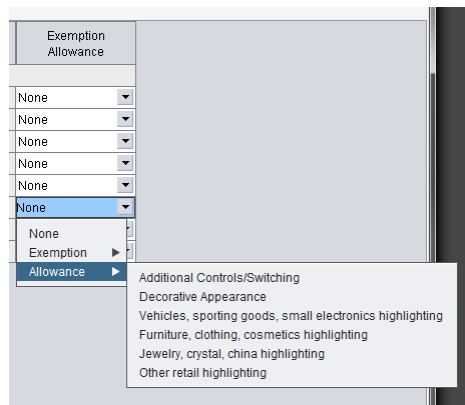 Exemption
Allowance
None
None
None
None
None
None
None
Exemption
Allowance
Additional Controls/Switching
Decorative Appearance
Vehicles, sporting goods, small electronics highlighting
Furniture, clothing, cosmetics highlighting
Jewelry, crystal, china highlighting
Other retail highlighting